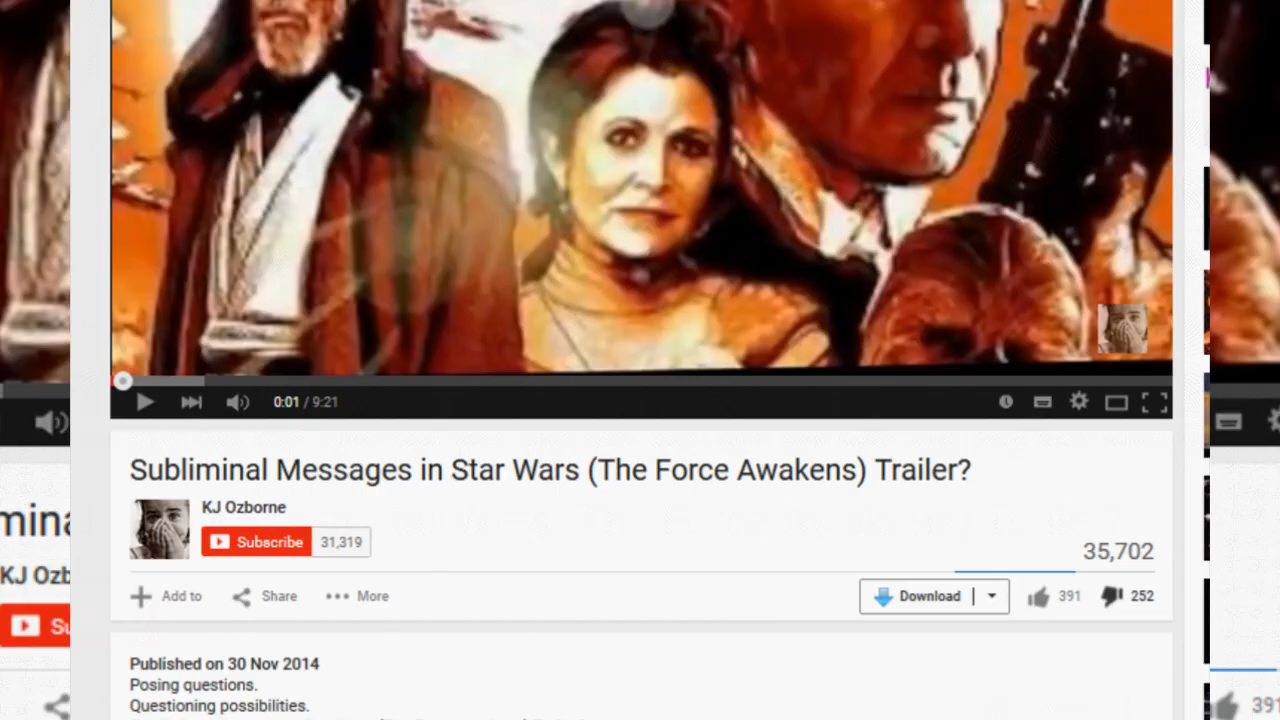 0:01 / 9:21
Subliminal Messages in Star Wars (The Force Awakens) Trailer?
KJ Ozborne
Subscribe 31,319
35,702
Add to Share More Download 391 252
Published on 30 Nov 2014
Posing questions.
Questioning possibilities.
mina
KJ Ozb
Su
391